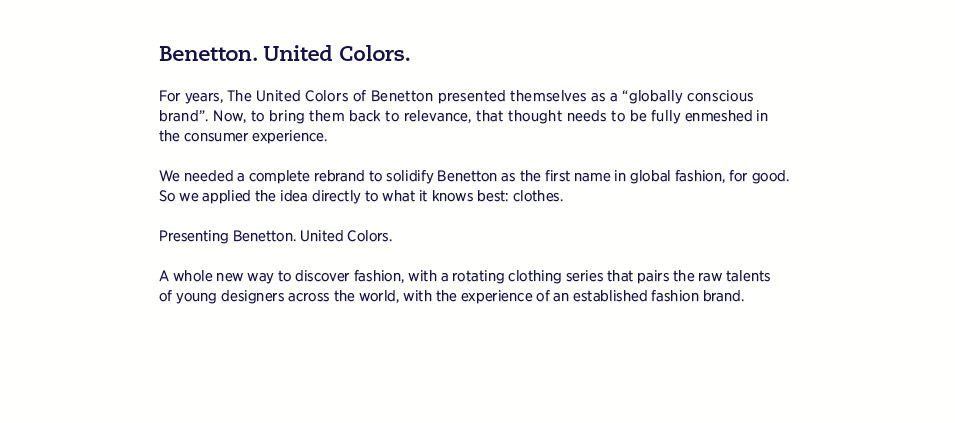 Benetton. United Colors.
For years, The United Colors of Benetton presented themselves as a “globally conscious
brand”. Now, to bring them back to relevance, that thought needs to be fully enmeshed in
the consumer experience.
We needed a complete rebrand to solidify Benetton as the first name in global fashion, for good.
So we applied the idea directly to what it knows best: clothes.
Presenting Benetton. United Colors.
A whole new way to discover fashion, with a rotating clothing series that pairs the raw talents
of young designers across the world, with the experience of an established fashion brand.